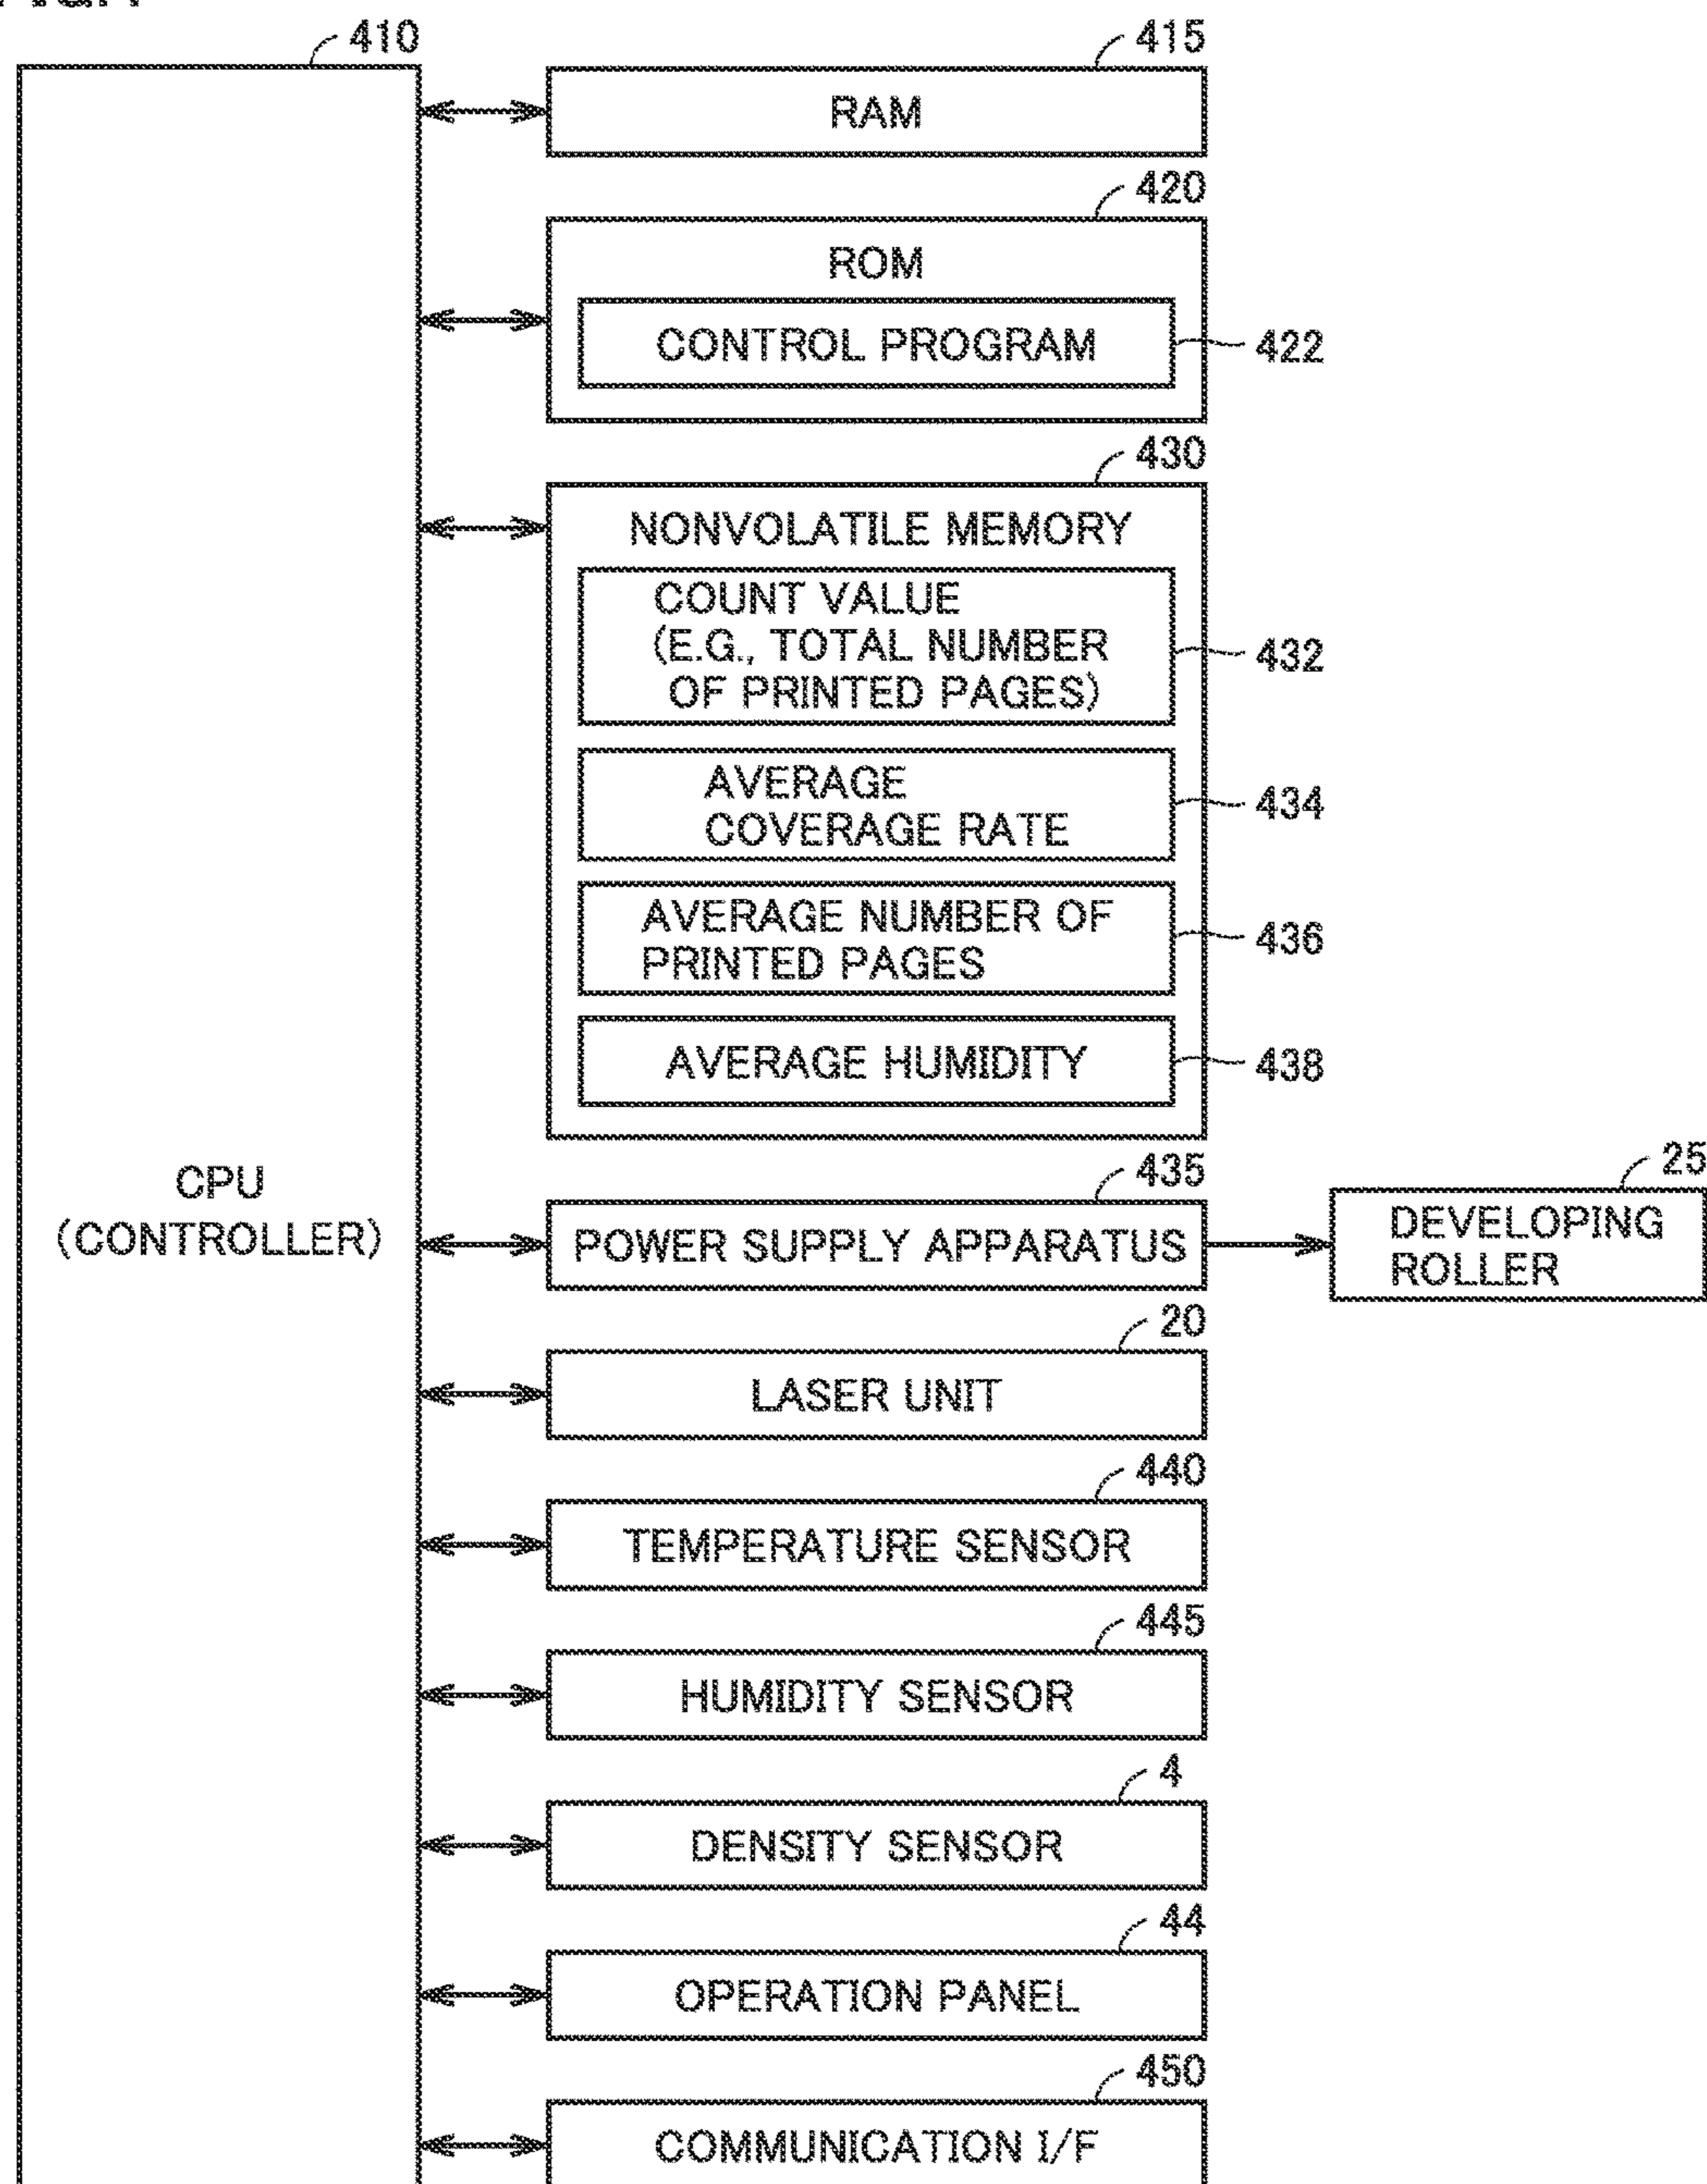 410
415
RAM
420
ROM
CONTROL PROGRAM
422
430
NONVOLATILE MEMORY
COUNT VALUE
(E.G., TOTAL NUMBER
OF PRINTED PAGES)
432
AVERAGE
COVERAGE RATE
434
AVERAGE NUMBER OF
PRINTED PAGES
436
AVERAGE HUMIDITY
438
CPU
(CONTROLLER)
435
POWER SUPPLY APPARATUS
25
DEVELOPING
ROLLER
20
LASER UNIT
440
TEMPERATURE SENSOR
445
HUMIDITY SENSOR
4
DENSITY SENSOR
44
OPERATION PANEL
450
COMMUNICATION I/F